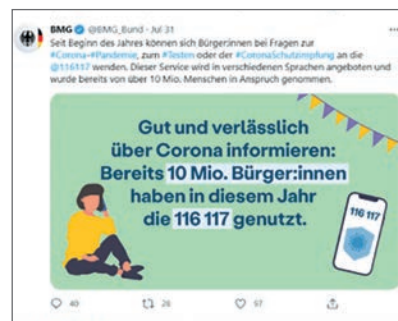 BMG @BMG_Bund · Jul 31
Seit Beginn des Jahres können sich Bürger:innen bei Fragen zur
#Corona-#Pandemie, zum #Testen oder der #CoronaSchutzimpfung an die
@116117 wenden. Dieser Service wird in verschiedenen Sprachen angeboten und
wurde bereits von über 10 Mio. Menschen in Anspruch genommen.
Gut und verlässlich
über Corona informieren:
Bereits 10 Mio. Bürger:innen
haben in diesem Jahr
die 116 117 genutzt.
116 117
40 26 97